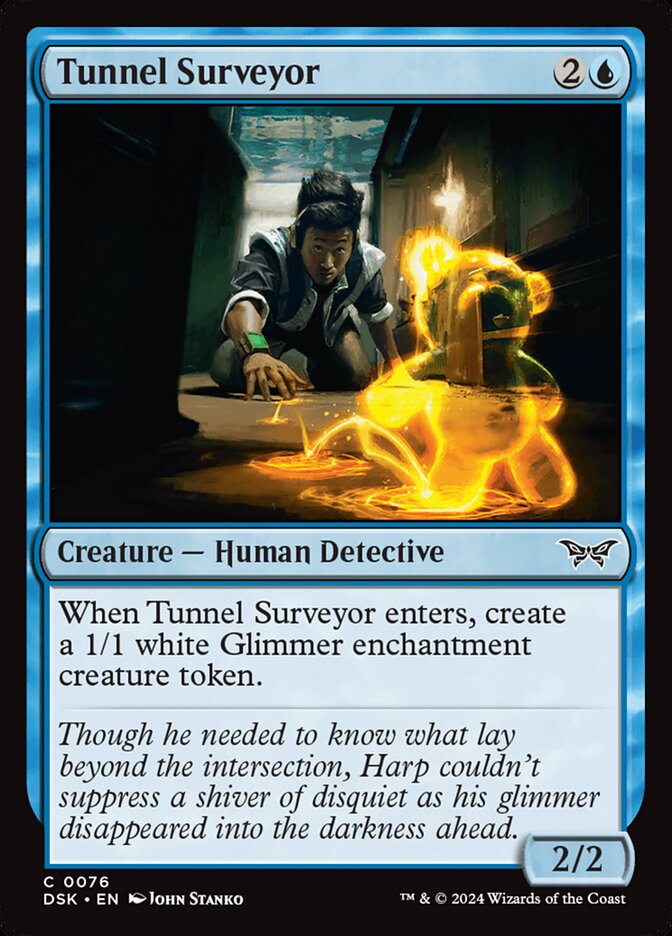 Tunnel Surveyor 2
Creature — Human Detective
When Tunnel Surveyor enters, create
a 1/1 white Glimmer enchantment
creature token.
Though he needed to know what lay
beyond the intersection, Harp couldn't
suppress a shiver of disquiet as his glimmer
disappeared into the darkness ahead.
2/2
C 0076
DSK • EN John Stanko
™ & © 2024 Wizards of the Coast